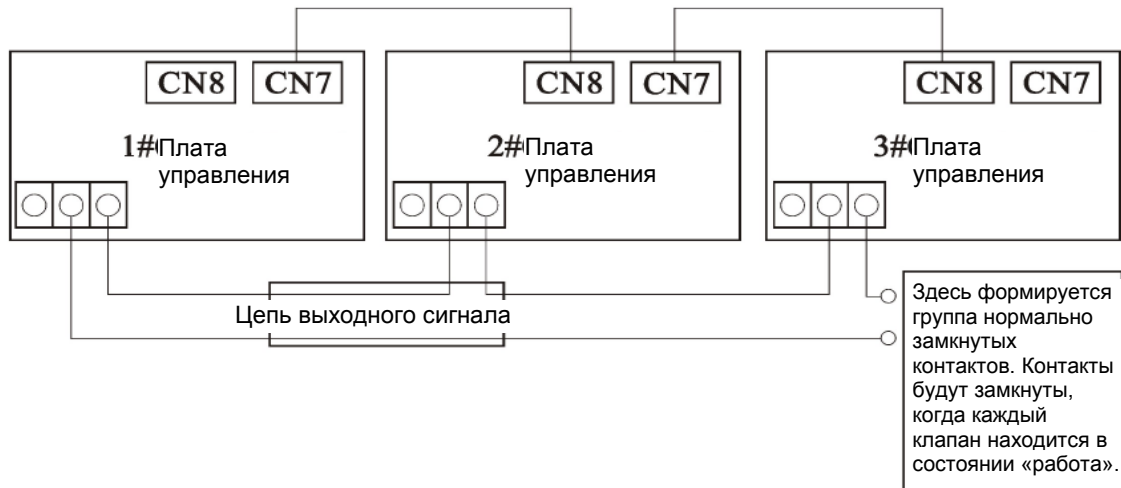 CN8 CN7 CN8 CN7 CN8 CN7
1# Плата
управления
2# Плата
управления
3# Плата
управления
Цепь выходного сигнала
Здесь формируется
группа нормально
замкнутых
контактов. Контакты
будут замкнуты,
когда каждый
клапан находится в
состоянии «работа».